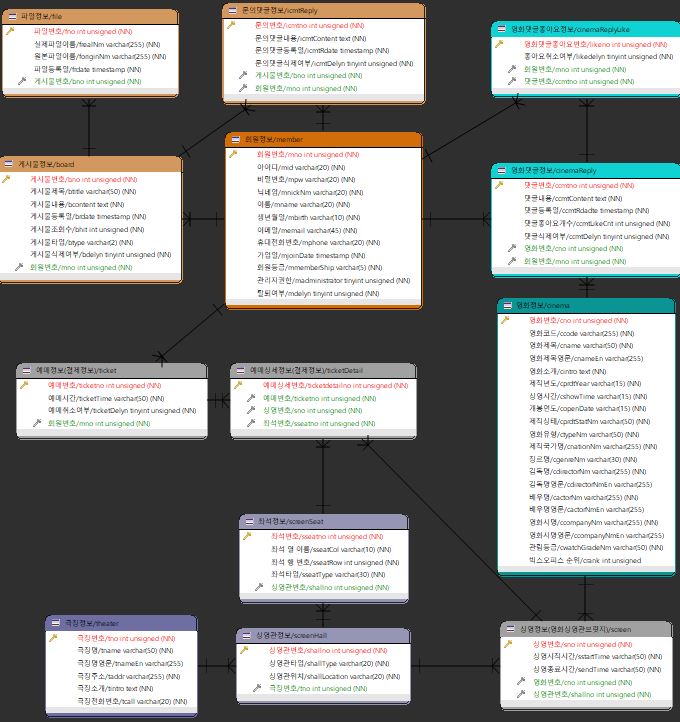 파일정보/file
파일번호/fno int unsigned (NN)
실제파일이름/frealNm varchar(255) (NN)
원본파일이름/fonginNm varchar(255) (NN)
파일등록일/frdate timestamp (NN)
게시물번호/bno int unsigned (NN)
문의댓글정보/icmtReply
문의번호/icmtno int unsigned (NN)
문의댓글내용/icmtContent text (NN)
문의댓글등록일/icmtRdate timestamp (NN)
문의댓글삭제여부/icmtDelyn tinyint unsigned (NN)
게시물번호/bno int unsigned (NN)
회원번호/mno int unsigned (NN)
영화댓글좋아요정보/cinemaReplyLike
영화댓글좋아요번호/likeno int unsigned (NN)
좋아요취소여부/likedelyn tinyint unsigned (NN)
회원번호/mno int unsigned (NN)
댓글번호/ccmtno int unsigned (NN)
게시물정보/board
게시물번호/bno int unsigned (NN)
게시물제목/btitle varchar(50) (NN)
게시물내용/bcontent text (NN)
게시물등록일/brdate timestamp (NN)
게시물조회수/bhit int unsigned (NN)
게시물타입/btype varchar(2) (NN)
게시물삭제여부/bdelyn tinyint unsigned (NN)
회원번호/mno int unsigned (NN)
회원정보/member
회원번호/mno int unsigned (NN)
아이디/mid varchar(20) (NN)
비밀번호/mpw varchar(20) (NN)
닉네임/mnickNm varchar(20) (NN)
이름/mname varchar(20) (NN)
생년월일/mbirth varchar(10) (NN)
이메일/memail varchar(45) (NN)
휴대전화번호/mphone varchar(20) (NN)
가입일/mjoinDate timestamp (NN)
회원등급/mmemberShip varchar(5) (NN)
관리자권한/madministrator tinyint unsigned (NN)
탈퇴여부/mdelyn tinyint unsigned (NN)
영화댓글정보/cinemaReply
댓글번호/ccmtno int unsigned (NN)
댓글내용/ccmtContent text (NN)
댓글등록일/ccmtRdadte timestamp (NN)
댓글좋아요개수/ccmtLikeCnt int unsigned (NN)
댓글삭제여부/ccmtDelyn tinyint unsigned (NN)
영화번호/cno int unsigned (NN)
회원번호/mno int unsigned (NN)
영화정보/cinema
영화번호/cno int unsigned (NN)
영화코드/ccode varchar(255) (NN)
영화제목/cname varchar(50) (NN)
영화제목영문/cnameEn varchar(255)
영화소개/cintro text (NN)
제작년도/cprdtYear varchar(15) (NN)
상영시간/cshowTime varchar(15) (NN)
개봉연도/copenDate varchar(15) (NN)
제작상태/cprdtStatNm varchar(50) (NN)
영화유형/ctypeNm varchar(50) (NN)
제작국가명/cnationNm varchar(255) (NN)
장르명/cgenreNm varchar(30) (NN)
감독명/cdirectorNm varchar(255) (NN)
감독명영문/cdirectorNmEn varchar(255)
배우명/cactorNm varchar(255) (NN)
배우명영문/cactorNmEn varchar(255)
영화사명/ccompanyNm varchar(255) (NN)
영화사명영문/ccompanyNmEn varchar(255) (NN)
관람등급/cwatchGradeNm varchar(50) (NN)
박스오피스 순위/crank int unsigned
예매정보(결제정보)/ticket
예매번호/ticketno int unsigned (NN)
예매시간/ticketTime varchar(50) (NN)
예매취소여부/ticketDelyn tinyint unsigned (NN)
회원번호/mno int unsigned (NN)
예매상세정보(결제정보)/ticketDetail
예매상세번호/ticketdetailno int unsigned (NN)
예매번호/ticketno int unsigned (NN)
상영번호/sno int unsigned (NN)
좌석번호/sseatno int unsigned (NN)
좌석정보/screenSeat
좌석번호/sseatno int unsigned (NN)
좌석 열 이름/sseatCol varchar(10) (NN)
좌석 행 번호/sseatRow int unsigned (NN)
좌석타입/sseatType varchar(30) (NN)
상영관번호/shallno int unsigned (NN)
극장정보/theater
극장번호/tno int unsigned (NN)
극장명/tname varchar(50) (NN)
극장명영문/tnameEn varchar(255)
극장주소/taddr varchar(255) (NN)
극장소개/tintro text (NN)
극장전화번호/tcall varchar(20) (NN)
상영관정보/screenHall
상영관번호/shallno int unsigned (NN)
상영관타입/shallType varchar(20) (NN)
상영관위치/shallLocation varchar(20) (NN)
극장번호/tno int unsigned (NN)
상영정보(영화상영관브릿지)/screen
상영번호/sno int unsigned (NN)
상영시작시간/sstartTime varchar(50) (NN)
상영종료시간/sendTime varchar(50) (NN)
영화번호/cno int unsigned (NN)
상영관번호/shallno int unsigned (NN)